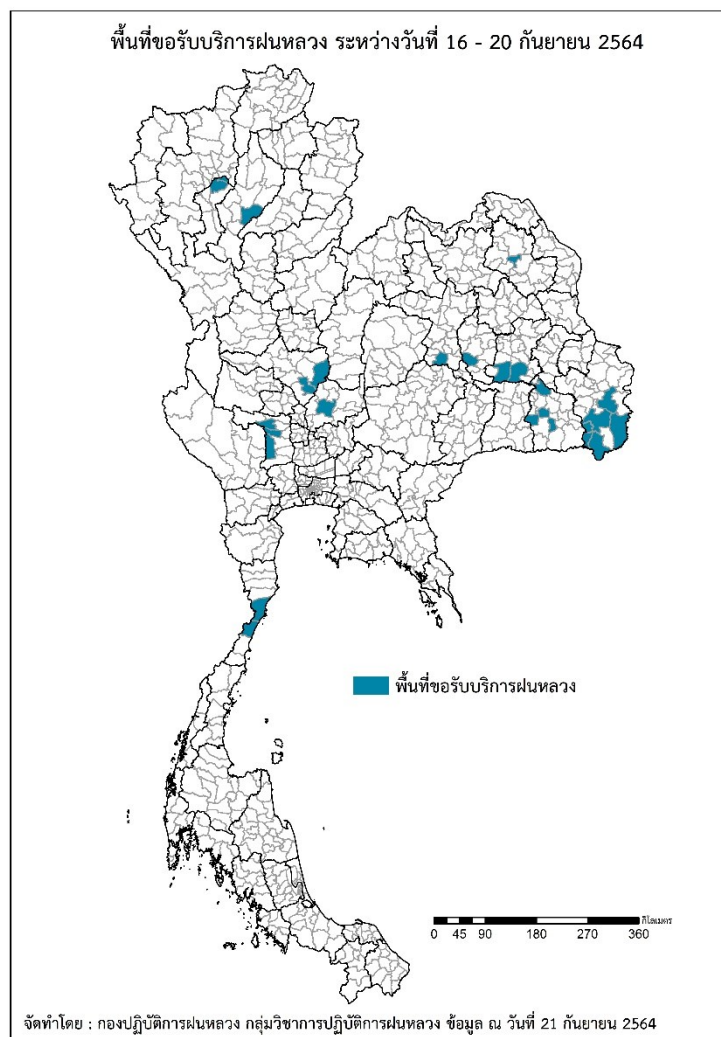 พื้นที่ขอรับบริการฝนหลวง ระหว่างวันที่ 16 - 20 กันยายน 2564
พื้นที่ขอรับบริการฝนหลวง
กิโลเมตร
0 45 90 180 270 360
จัดทำโดย : กองปฏิบัติการฝนหลวง กลุ่มวิชาการปฏิบัติการฝนหลวง ข้อมูล ณ วันที่ 21 กันยายน 2564